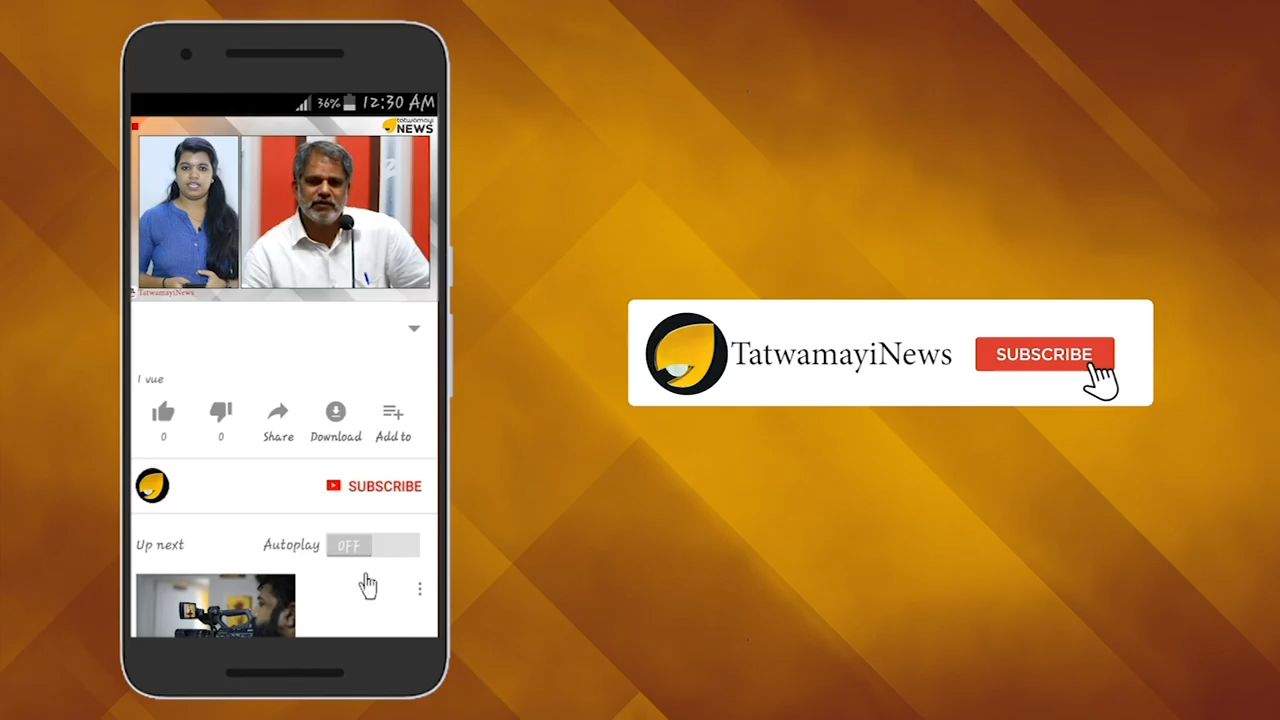 36% 12:30 AM
tatwamayi
NEWS
TatwamayiNews
1 vue
0 0 Share Download Add to
SUBSCRIBE
Up next Autoplay OFF
TatwamayiNews SUBSCRIBE